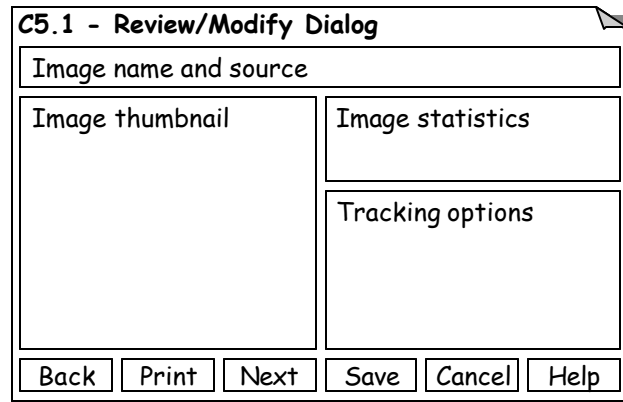 C5.1 - Review/Modify Dialog
Image name and source
Image thumbnail
Image statistics
Tracking options
Back Print Next Save Cancel Help